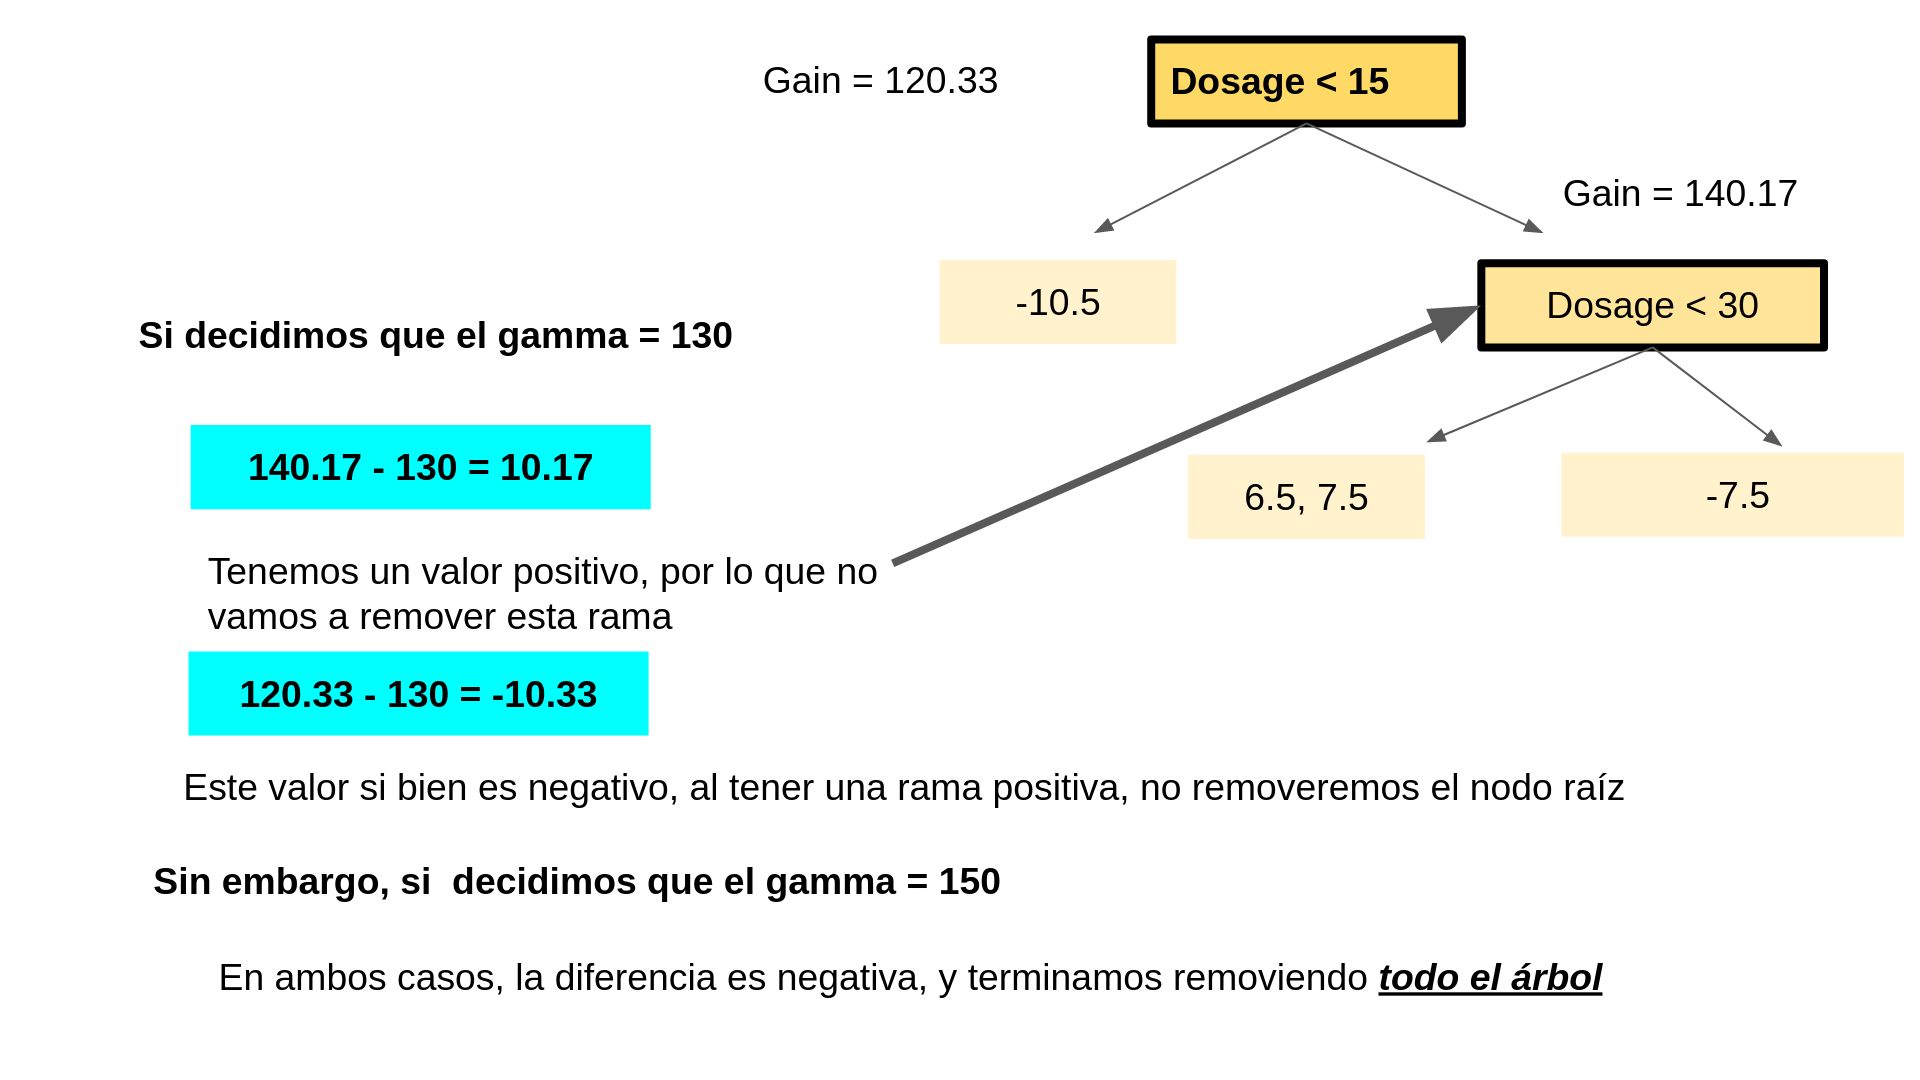 Gain = 120.33
Dosage < 15
Gain = 140.17
-10.5
Dosage < 30
Si decidimos que el gamma = 130
140.17 - 130 = 10.17
6.5, 7.5
-7.5
Tenemos un valor positivo, por lo que no
vamos a remover esta rama
120.33 - 130 = -10.33
Este valor si bien es negativo, al tener una rama positiva, no removeremos el nodo raíz
Sin embargo, si  decidimos que el gamma = 150
En ambos casos, la diferencia es negativa, y terminamos removiendo todo el árbol